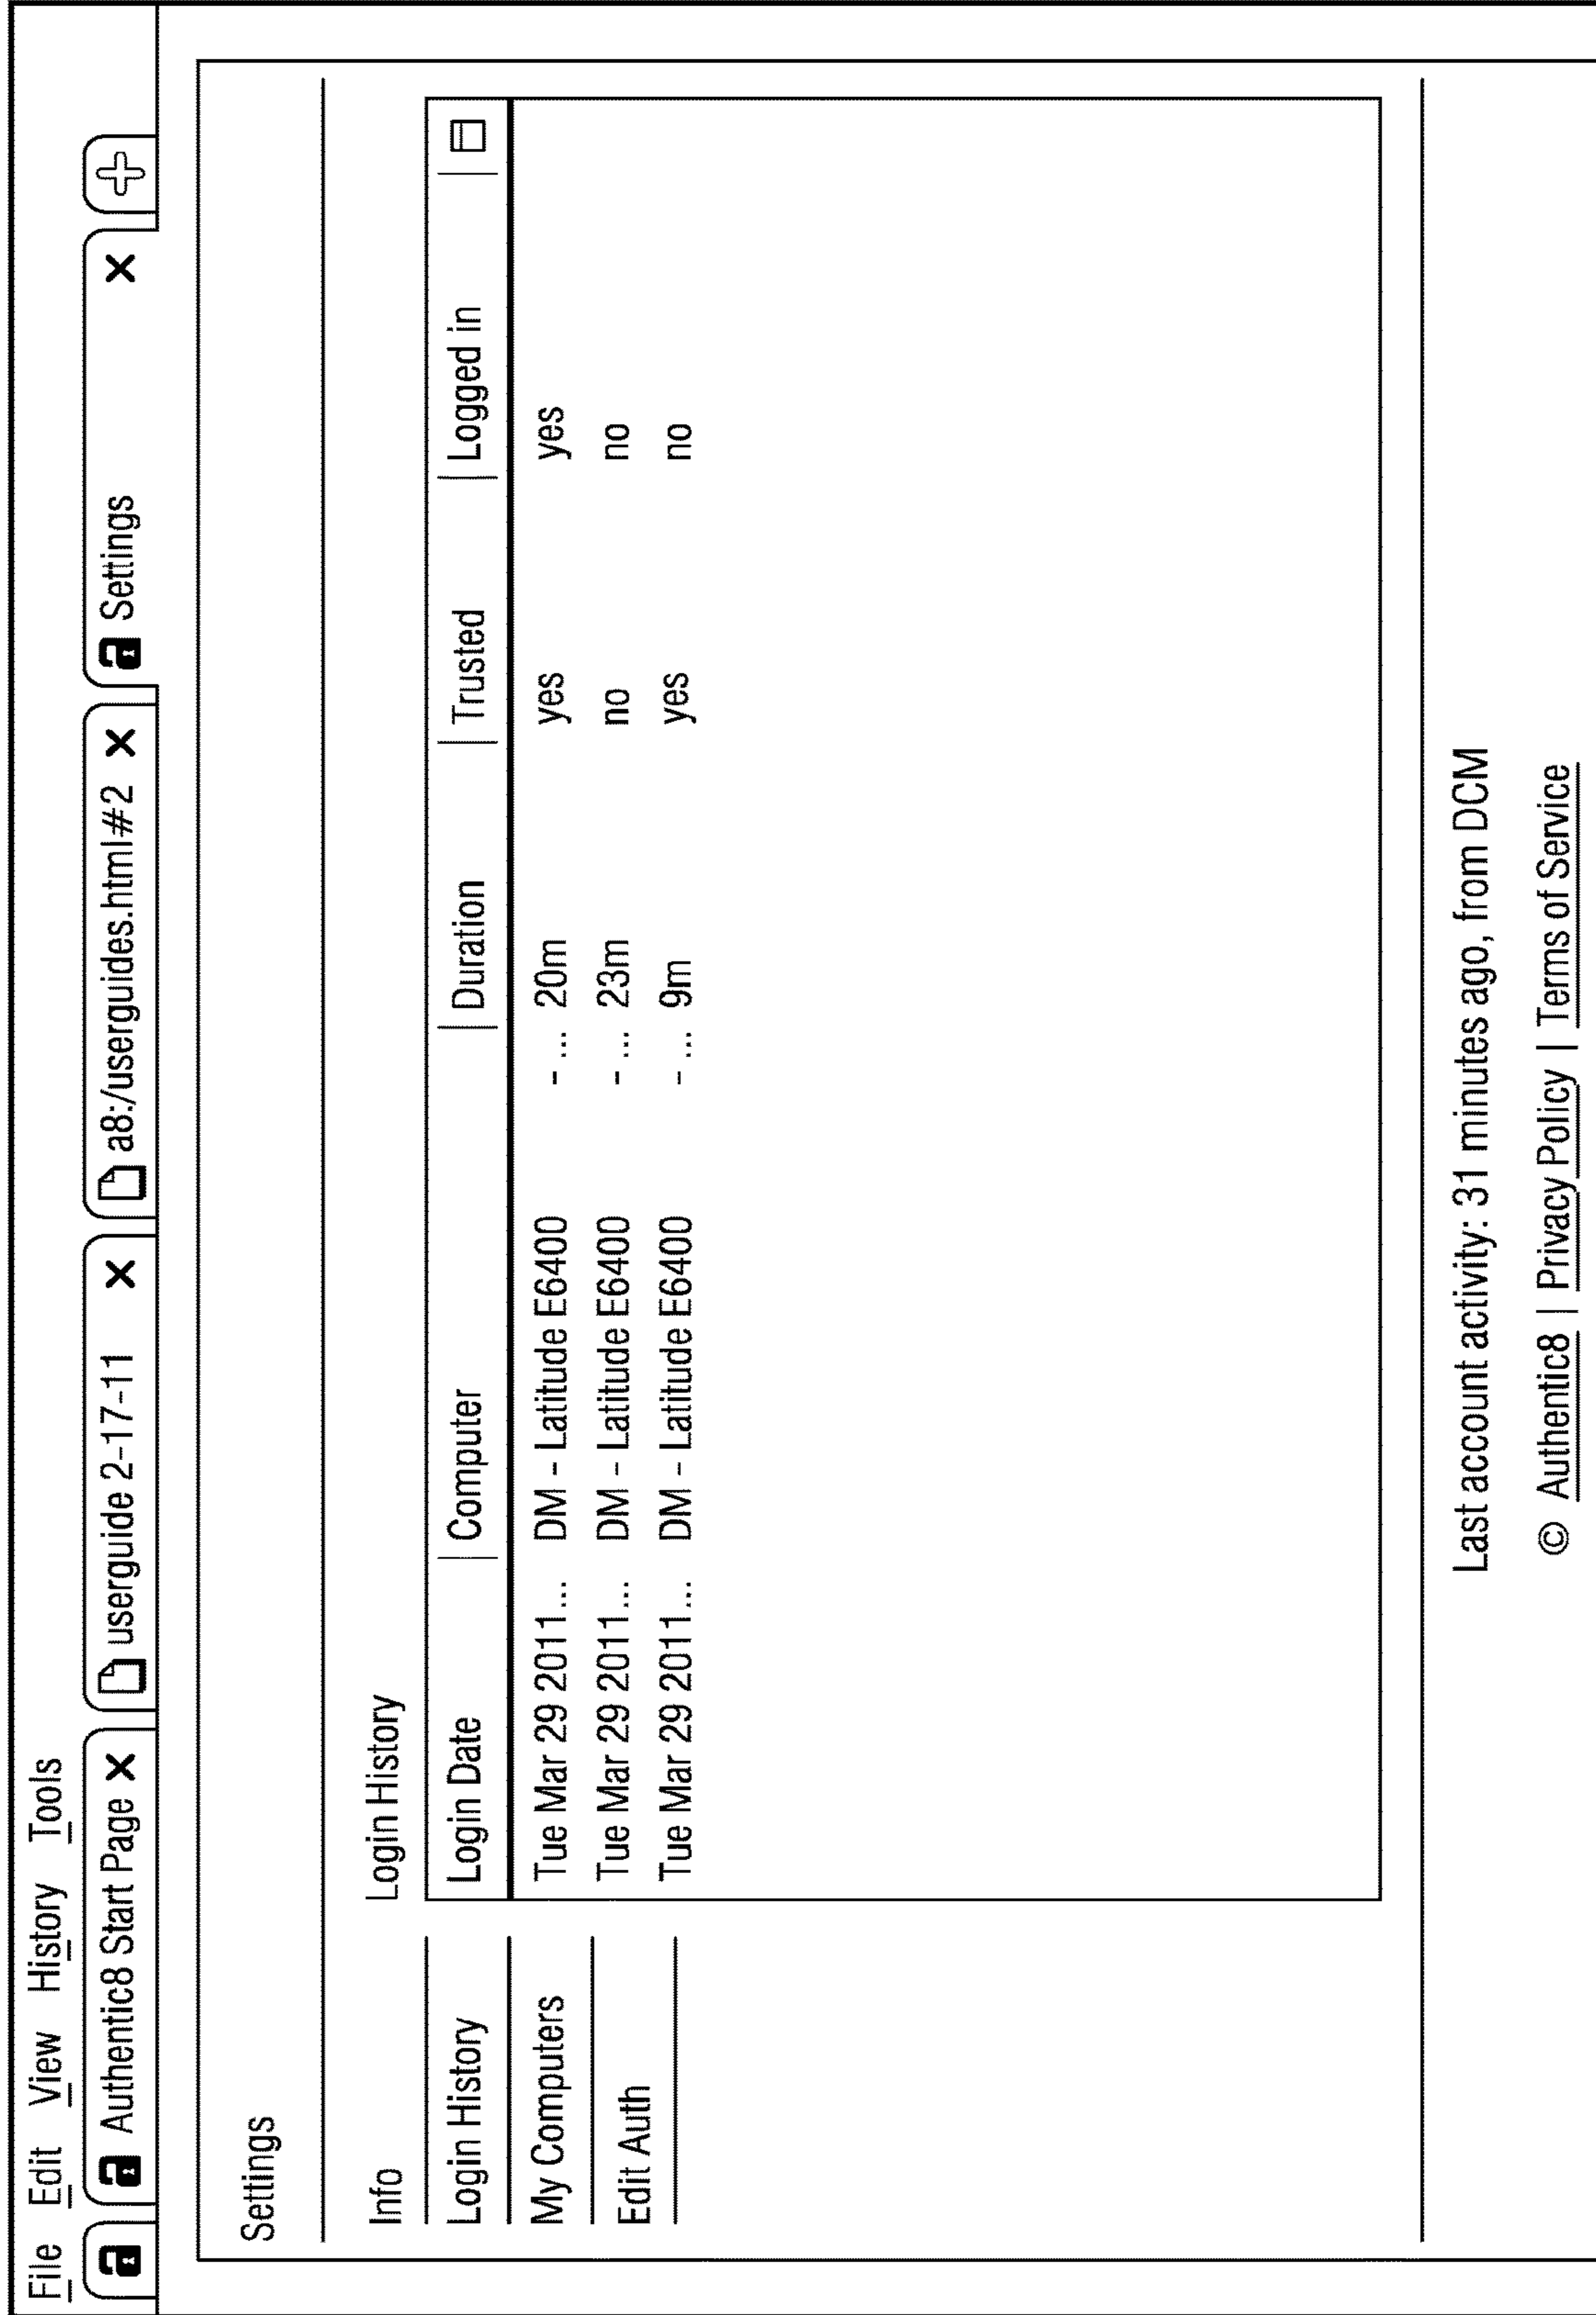 File Edit View History Tools
a Authentic8 Start Page X userguide 2-17-11 X a8:/userguides.html#2 X a Settings X
Settings
Info
Login History
My Computers
Edit Auth
Login History
Login Date Computer Duration Trusted Logged in
Tue Mar 29 2011... DM - Latitude E6400 - ... 20m yes yes
Tue Mar 29 2011... DM - Latitude E6400 - ... 23m no no
Tue Mar 29 2011... DM - Latitude E6400 - ... 9m yes no
Last account activity: 31 minutes ago, from DCM
© Authentic8 | Privacy Policy | Terms of Service